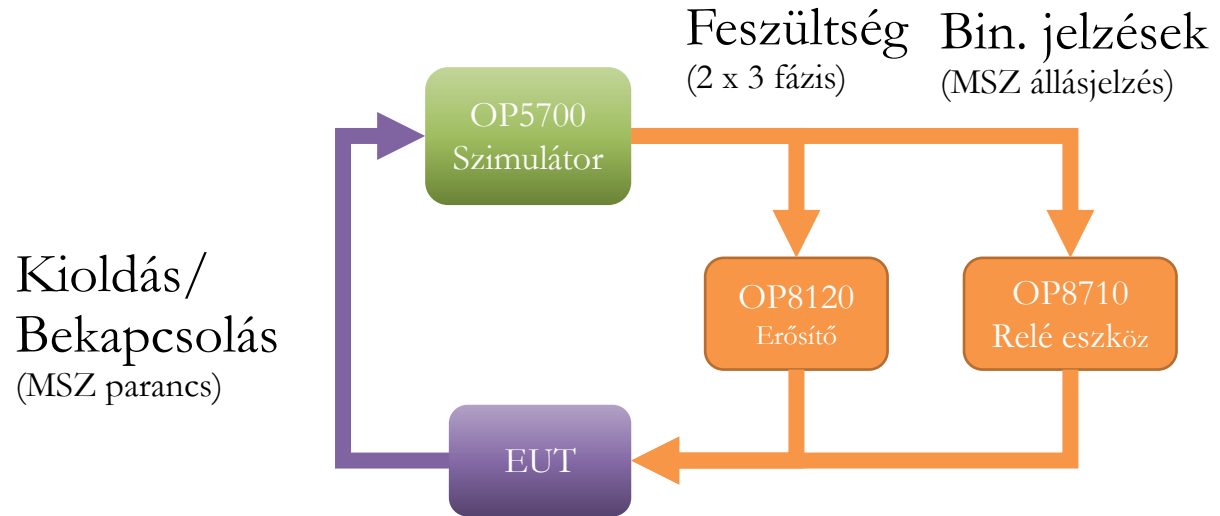 Feszültség
(2 x 3 fázis)
Bin. jelzések
(MSZ állásjelzés)
OP5700
Szimulátor
OP8120
Erősítő
OP8710
Relé eszköz
Kioldás/
Bekapcsolás
(MSZ parancs)
EUT